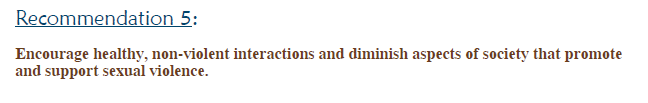 Recommendation 5:
Encourage healthy, non-violent interactions and diminish aspects of society that promote
and support sexual violence.